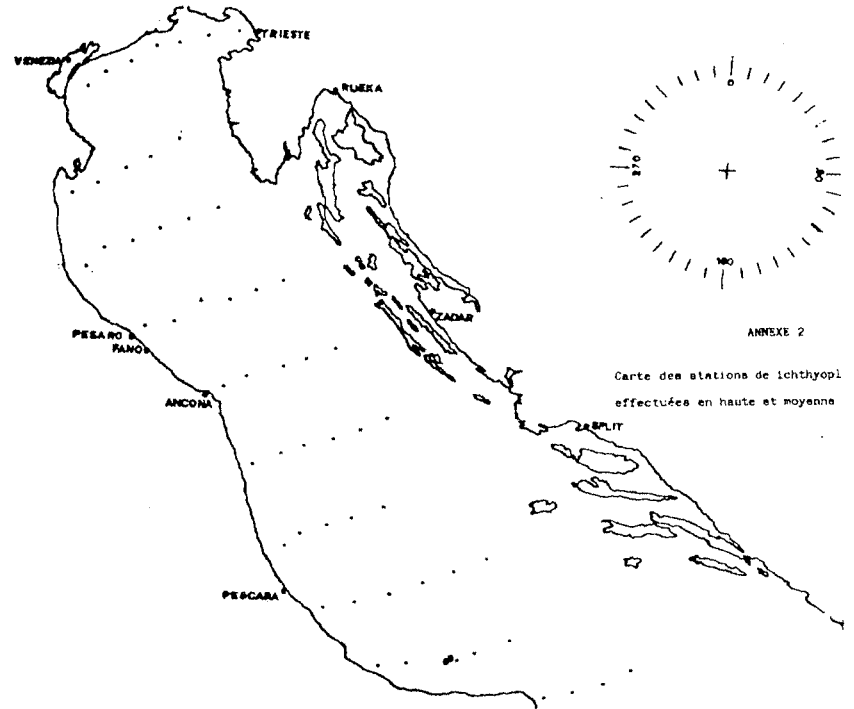 TRIESTE
VENEZIA
RIJEKA
0
270
90
180
ZADAR
PESARO
FANO
ANNEXE 2
Carte des stations de ichthyopl
effectuées en haute et moyenne
ANCONA
SPLIT
PESCARA